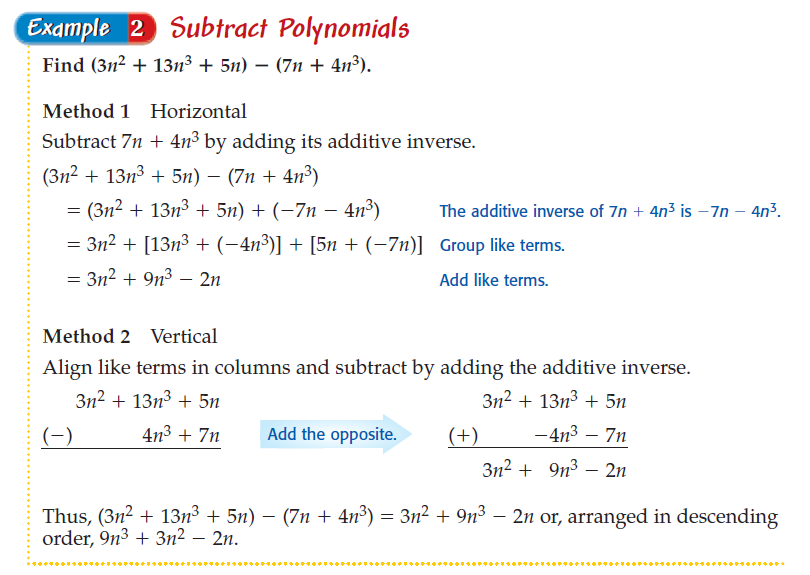 Example 2 Subtract Polynomials
Find (3n² + 13n³ + 5n) − (7n + 4n³).
Method 1 Horizontal
Subtract 7n + 4n³ by adding its additive inverse.
(3n² + 13n³ + 5n) − (7n + 4n³)
= (3n² + 13n³ + 5n) + (−7n − 4n³) The additive inverse of 7n + 4n³ is −7n − 4n³.
= 3n² + [13n³ + (−4n³)] + [5n + (−7n)] Group like terms.
= 3n² + 9n³ − 2n Add like terms.
Method 2 Vertical
Align like terms in columns and subtract by adding the additive inverse.
3n² + 13n³ + 5n 3n² + 13n³ + 5n
(−) 4n³ + 7n Add the opposite. (+) −4n³ − 7n
3n² + 9n³ − 2n
Thus, (3n² + 13n³ + 5n) − (7n + 4n³) = 3n² + 9n³ − 2n or, arranged in descending
order, 9n³ + 3n² − 2n.